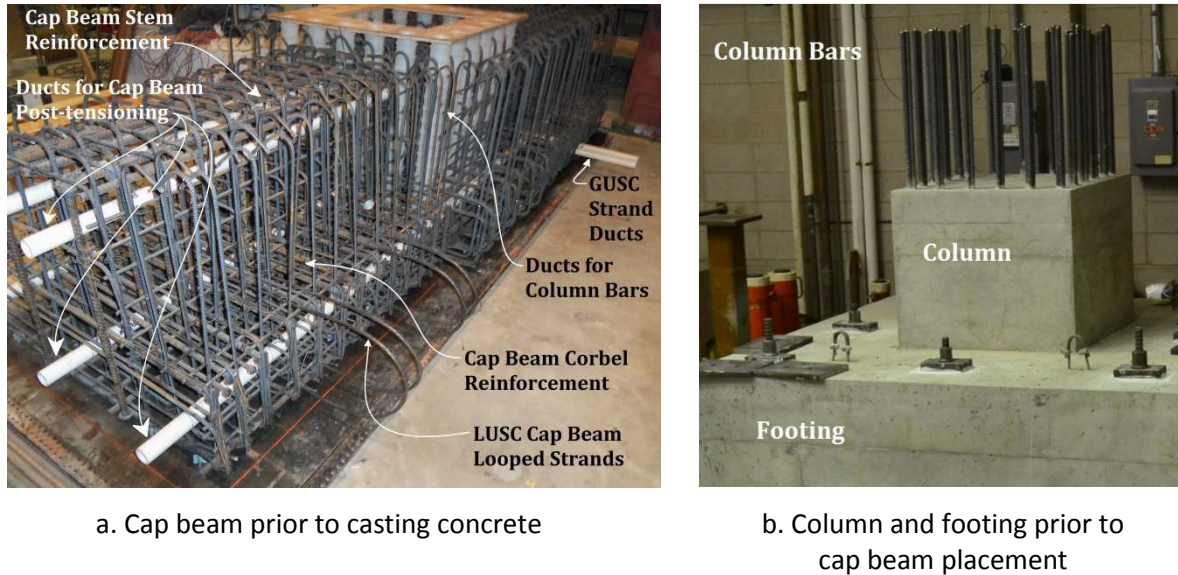 Cap Beam Stem
Reinforcement
Ducts for Cap Beam
Post-tensioning
GUSC
Strand
Ducts
Ducts for
Column Bars
Cap Beam Corbel
Reinforcement
LUSC Cap Beam
Looped Strands
a. Cap beam prior to casting concrete
Column Bars
Column
Footing
b. Column and footing prior to
cap beam placement